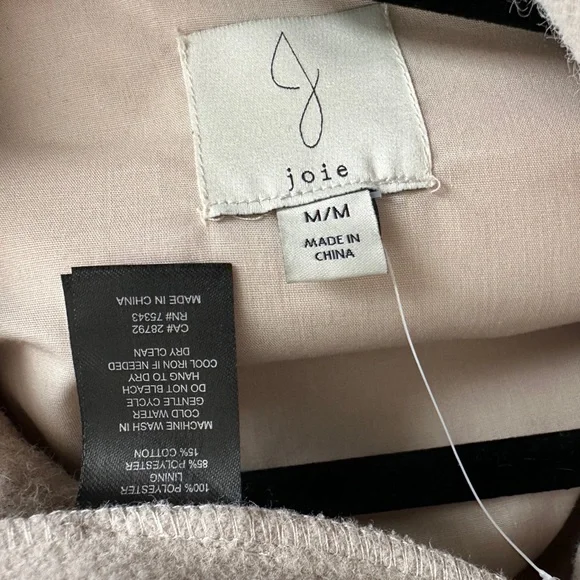 joie
M/M
MADE IN
CHINA
100% POLYESTER
LINING
85% POLYESTER
15% COTTON
MACHINE WASH IN
COLD WATER
GENTLE CYCLE
DO NOT BLEACH
HANG TO DRY
COOL IRON IF NEEDED
DRY CLEAN
CA# 28792
RN# 75343
MADE IN CHINA